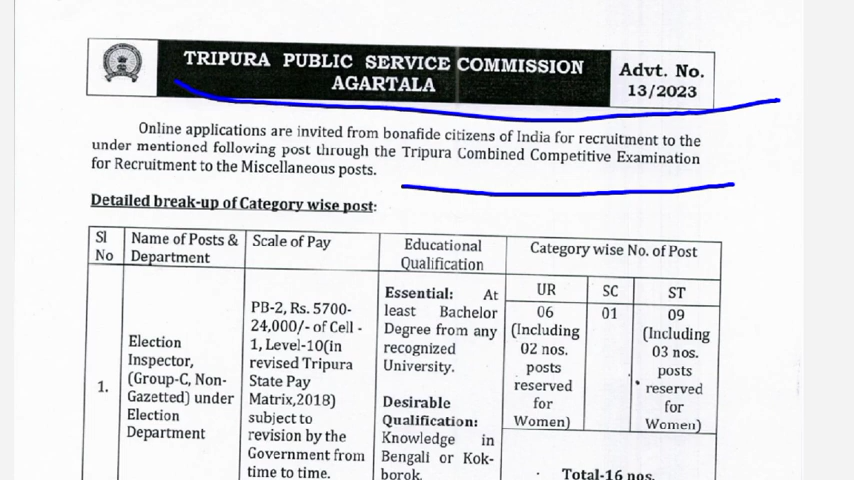 TRIPURA PUBLIC SERVICE COMMISSION
AGARTALA
Advt. No.
13/2023
Online applications are invited from bonafide citizens of India for recruitment to the
under mentioned following post through the Tripura Combined Competitive Examination
for Recruitment to the Miscellaneous posts.
Detailed break-up of Category wise post:
Sl
No
Name of Posts &
Department
Scale of Pay
Educational
Qualification
Category wise No. of Post
UR
SC
ST
1.
Election
Inspector,
(Group-C, Non-
Gazetted) under
Election
Department
PB-2, Rs. 5700-
24,000/- of Cell -
1, Level-10(in
revised Tripura
State Pay
Matrix,2018)
subject to
revision by the
Government from
time to time.
Essential: At
least Bachelor
Degree from any
recognized
University.
Desirable
Qualification:
Knowledge in
Bengali or Kok-
borok.
06
(Including
02 nos.
posts
reserved
for
Women)
01
09
(Including
03 nos.
posts
reserved
for
Women)
Total-16 nos.